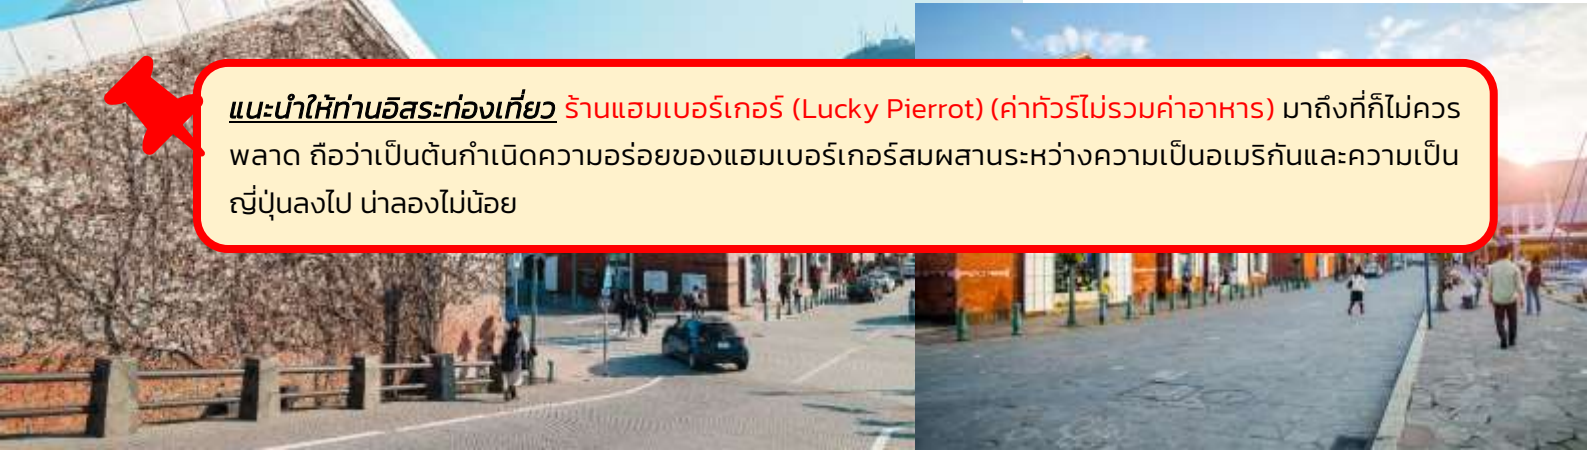 แนะนำให้ท่านอิสระท่องเที่ยว ร้านแฮมเบอร์เกอร์ (Lucky Pierrot) (ค่าทัวร์ไม่รวมค่าอาหาร) มาถึงที่ก็ไม่ควร
พลาด ถือว่าเป็นต้นกำเนิดความอร่อยของแฮมเบอร์เกอร์สมผสานระหว่างความเป็นอเมริกันและความเป็น
ญี่ปุ่นลงไป น่าลองไม่น้อย